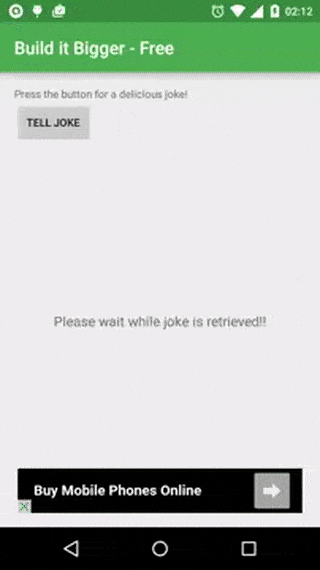 02:12
Build it Bigger - Free
Press the button for a delicious joke!
TELL JOKE
Please wait while joke is retrieved!!
Buy Mobile Phones Online